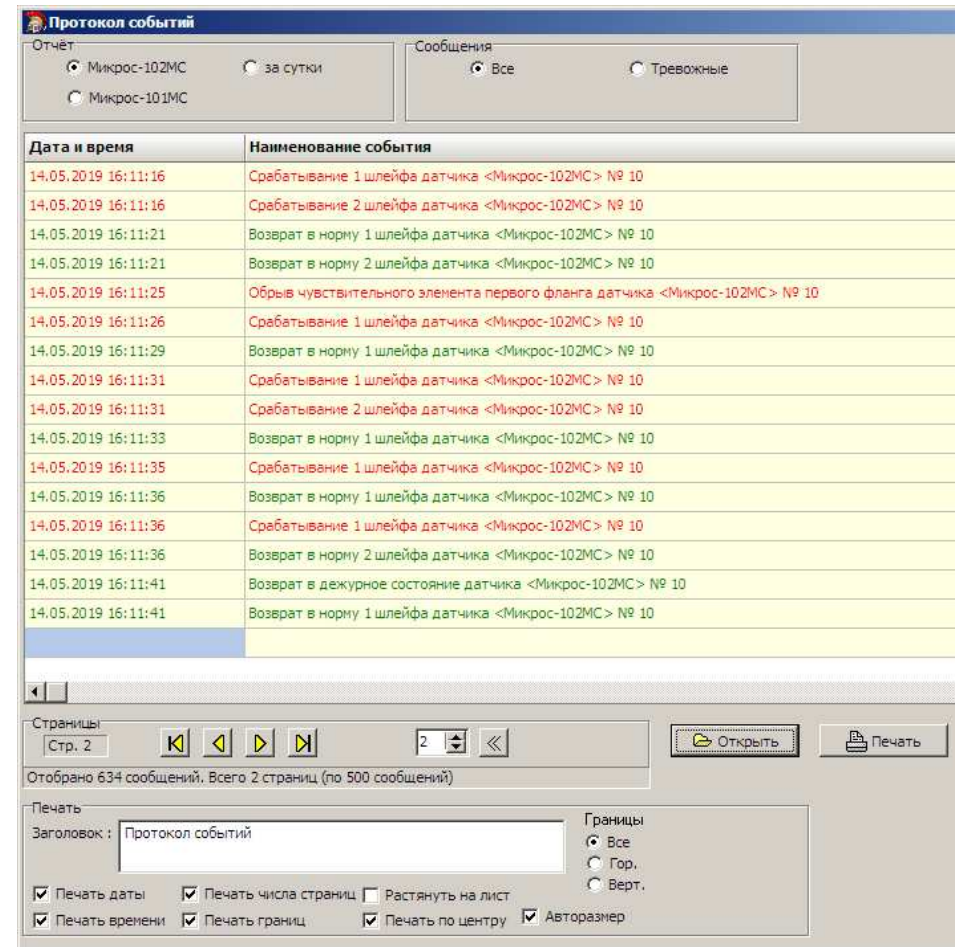 Протокол событий
Отчёт
Микрос-102МС за сутки
Микрос-101МС
Сообщения
Все Тревожные
Дата и время Наименование события
14.05.2019 16:11:16 Срабатывание 1 шлейфа датчика <Микрос-102МС> № 10
14.05.2019 16:11:16 Срабатывание 2 шлейфа датчика <Микрос-102МС> № 10
14.05.2019 16:11:21 Возврат в норму 1 шлейфа датчика <Микрос-102МС> № 10
14.05.2019 16:11:21 Возврат в норму 2 шлейфа датчика <Микрос-102МС> № 10
14.05.2019 16:11:25 Обрыв чувствительного элемента первого фланга датчика <Микрос-102МС> № 10
14.05.2019 16:11:26 Срабатывание 1 шлейфа датчика <Микрос-102МС> № 10
14.05.2019 16:11:29 Возврат в норму 1 шлейфа датчика <Микрос-102МС> № 10
14.05.2019 16:11:31 Срабатывание 1 шлейфа датчика <Микрос-102МС> № 10
14.05.2019 16:11:31 Срабатывание 2 шлейфа датчика <Микрос-102МС> № 10
14.05.2019 16:11:33 Возврат в норму 1 шлейфа датчика <Микрос-102МС> № 10
14.05.2019 16:11:35 Срабатывание 1 шлейфа датчика <Микрос-102МС> № 10
14.05.2019 16:11:36 Возврат в норму 1 шлейфа датчика <Микрос-102МС> № 10
14.05.2019 16:11:36 Срабатывание 1 шлейфа датчика <Микрос-102МС> № 10
14.05.2019 16:11:36 Возврат в норму 2 шлейфа датчика <Микрос-102МС> № 10
14.05.2019 16:11:41 Возврат в дежурное состояние датчика <Микрос-102МС> № 10
14.05.2019 16:11:41 Возврат в норму 1 шлейфа датчика <Микрос-102МС> № 10
Страницы
Стр. 2 2 Открыть Печать
Отобрано 634 сообщений. Всего 2 страниц (по 500 сообщений)
Печать
Заголовок : Протокол событий
Границы
Все
Гор.
Верт.
Печать даты Печать числа страниц Растянуть на лист
Печать времени Печать границ Печать по центру Авторазмер